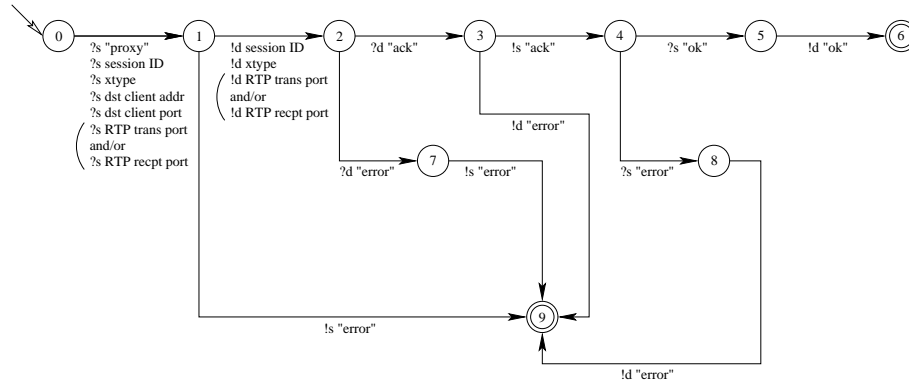 0
1
2
3
4
5
6
?s "proxy"
?s session ID
?s xtype
?s dst client addr
?s dst client port
?s RTP trans port
and/or
?s RTP recpt port
!d session ID
!d xtype
!d RTP trans port
and/or
!d RTP recpt port
?d "ack"
!s "ack"
?s "ok"
!d "ok"
!d "error"
7
8
?d "error"
!s "error"
?s "error"
9
!s "error"
!d "error"